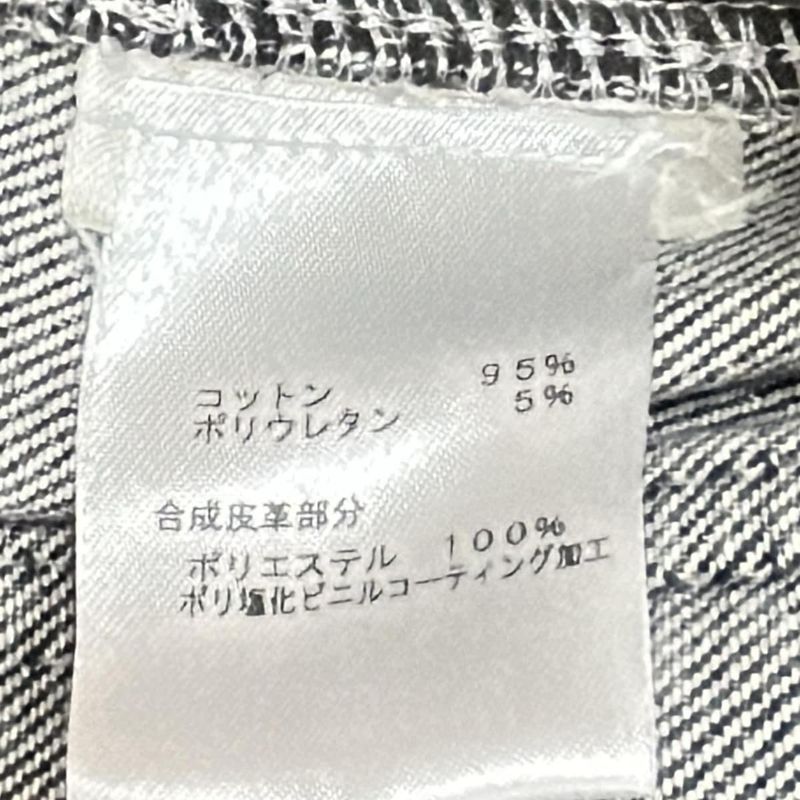 コットン 95%
ポリウレタン 5%
合成皮革部分
ポリエステル 100%
ポリ塩化ビニルコーティング加工